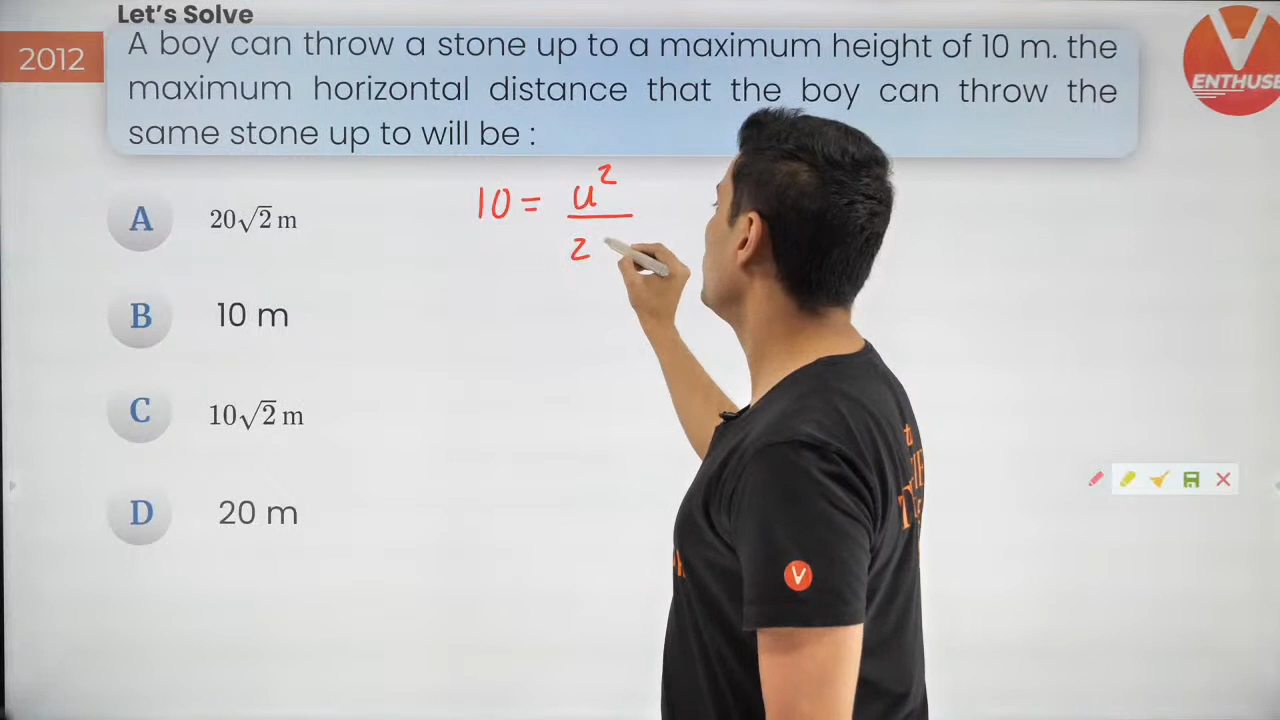 Let's Solve
2012
A boy can throw a stone up to a maximum height of 10 m. the
maximum horizontal distance that the boy can throw the
same stone up to will be :
V
ENTHUSE
10 = u²
2
A 20√2 m
B 10 m
C 10√2 m
D 20 m